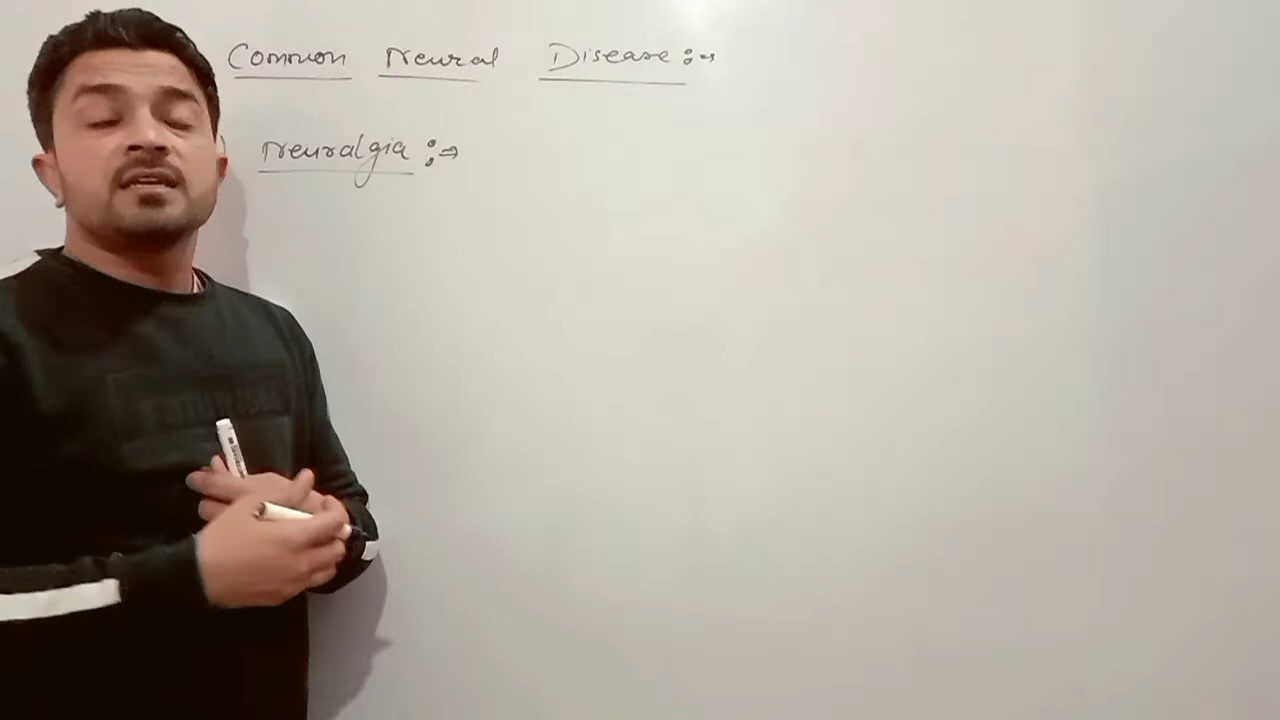 Common Neural Disease :→
) Neuralgia :⇒